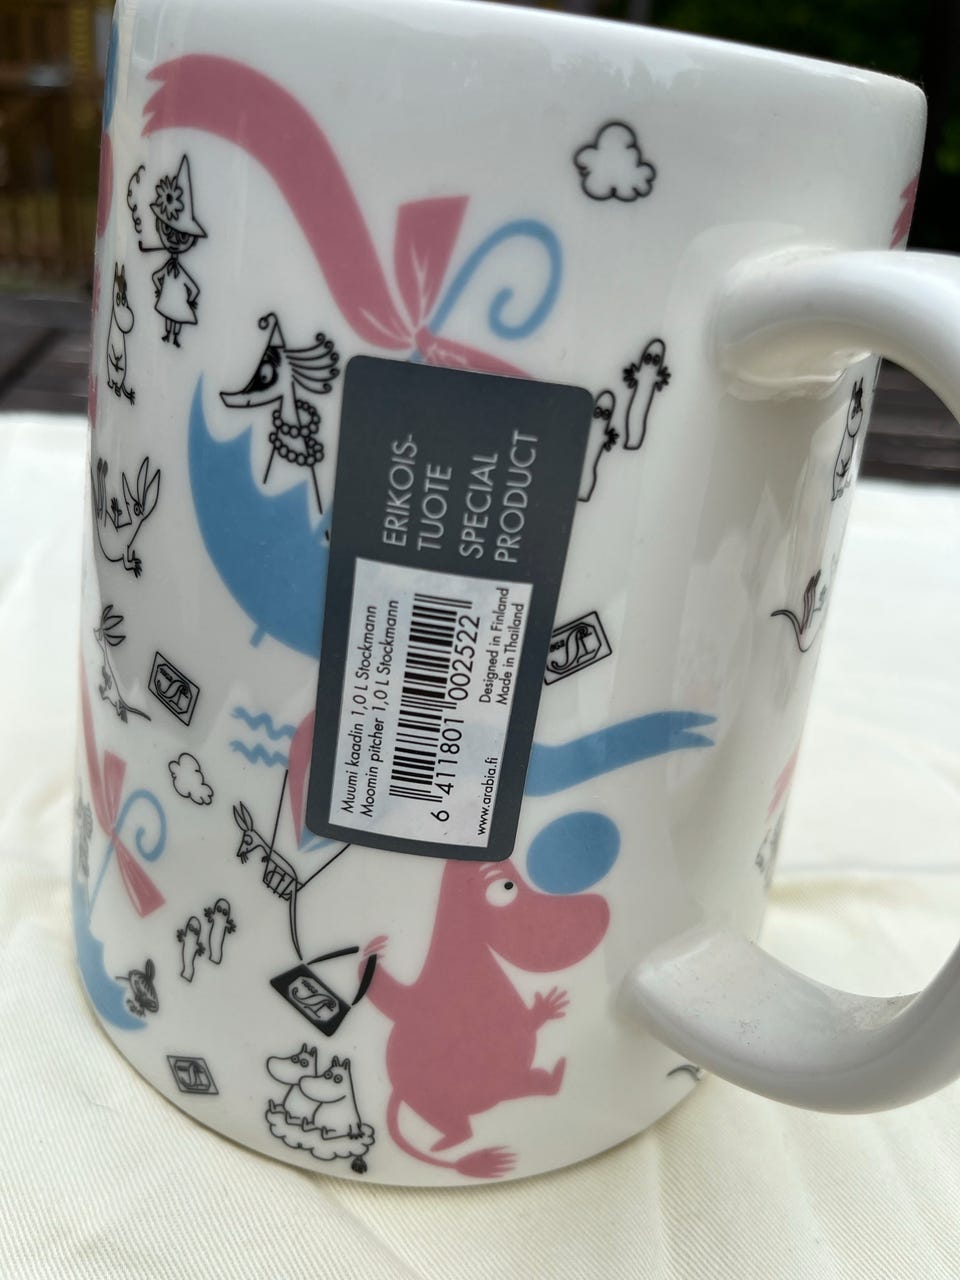 ERIKOIS-
TUOTE
SPECIAL
PRODUCT
Muumi kaadin 1,0 L Stockmann
Moomin pitcher 1,0 L Stockmann
6 411801 002522
Designed in Finland
Made in Thailand
www.arabia.fi